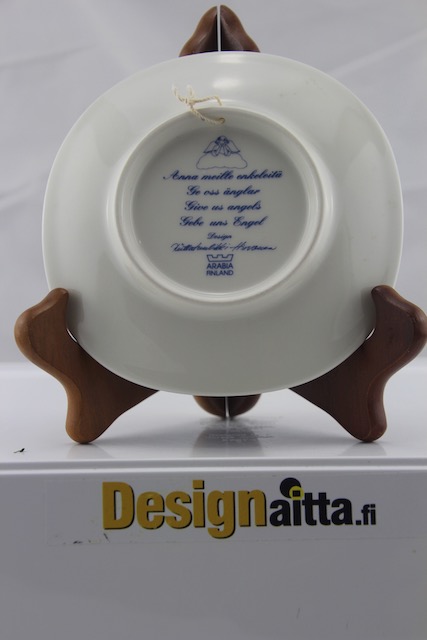 Anna meille enkeleitä
Ge oss änglar
Give us angels
Gebe uns Engel
Design
ARABIA
FINLAND
Designaitta.fi